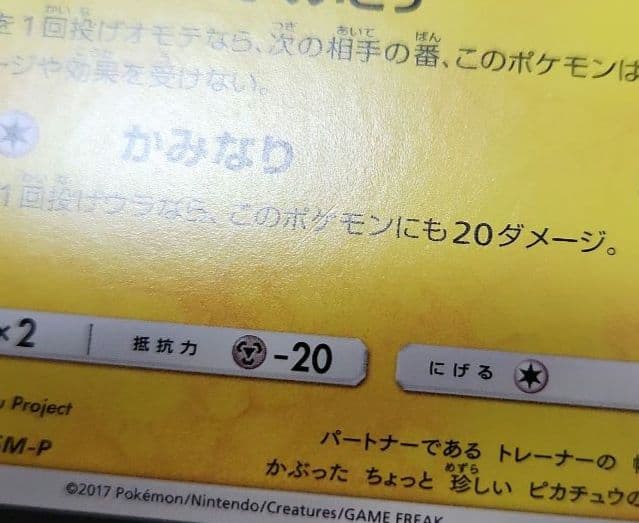 を1回投げオモテなら、次の相手の番、このポケモンは
ージや効果を受けない。
かみなり
1回投げウラなら、このポケモンにも20ダメージ。
×2 抵抗力 -20 にげる
u Project
SM-P
パートナーである トレーナーの
かぶった ちょっと 珍しい ピカチュウの
©2017 Pokémon/Nintendo/Creatures/GAME FREAK